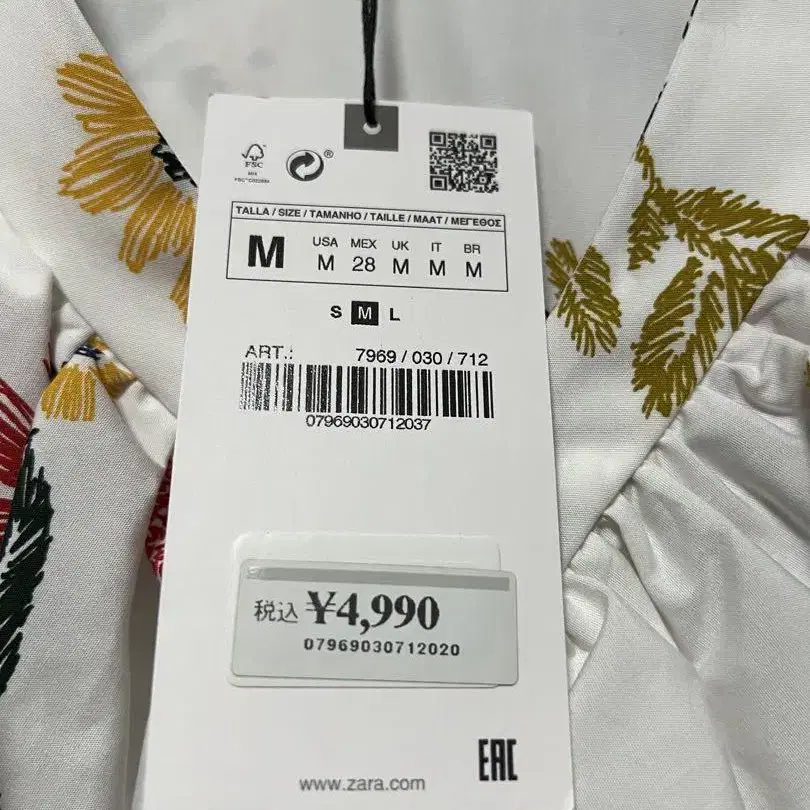 FSC
MIX
®
TALLA / SIZE / TAMANHO / TAILLE / MAAT / ΜΕΓΕΘΟΣ
M
USA MEX UK IT BR
M 28 M M M
S M L
ART.: 7969 / 030 / 712
07969030712037
税込 ¥4,990
07969030712020
EAC
www.zara.com